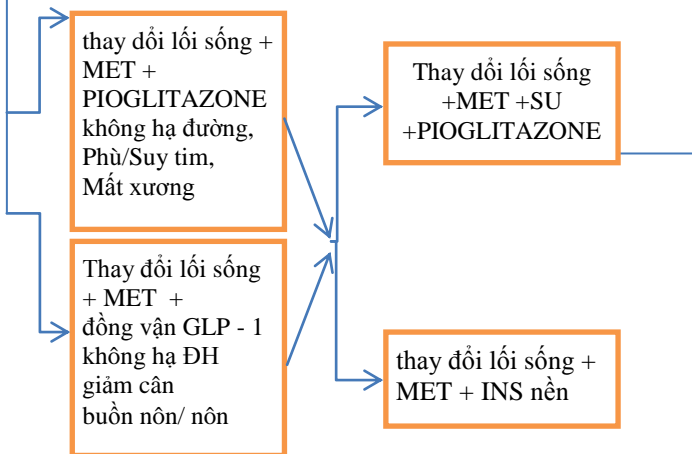 thay dổi lối sống +
MET +
PIOGLITAZONE
không hạ đường,
Phù/Suy tim,
Mất xương
Thay đổi lối sống
+ MET +
đồng vận GLP - 1
không hạ ĐH
giảm cân
buồn nôn/ nôn
Thay dổi lối sống
+MET +SU
+PIOGLITAZONE
thay đổi lối sống +
MET + INS nền